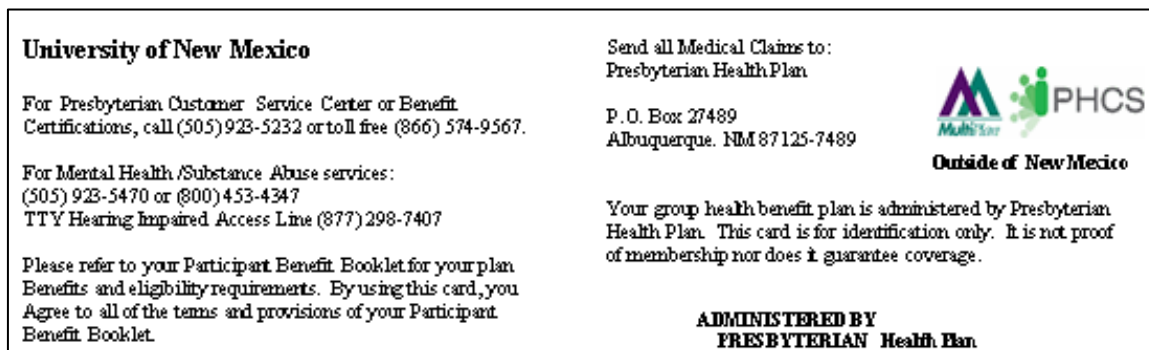 University of New Mexico
For Presbyterian Customer Service Center or Benefit
Certifications, call (505) 923-5232 or toll free (866) 574-9567.
For Mental Health /Substance Abuse services:
(505) 923-5470 or (800) 453-4347
TTY Hearing Impaired Access Line (877) 298-7407
Please refer to your Participant Benefit Booklet for your plan
Benefits and eligibility requirements. By using this card, you
Agree to all of the terms and provisions of your Participant
Benefit Booklet.
Send all Medical Claims to:
Presbyterian Health Plan
P.O. Box 27489
Albuquerque. NM 87125-7489
MultiPlan
PHCS
Outside of New Mexico
Your group health benefit plan is administered by Presbyterian
Health Plan. This card is for identification only. It is not proof
of membership nor does it guarantee coverage.
ADMINISTERED BY
PRESBYTERIAN Health Plan